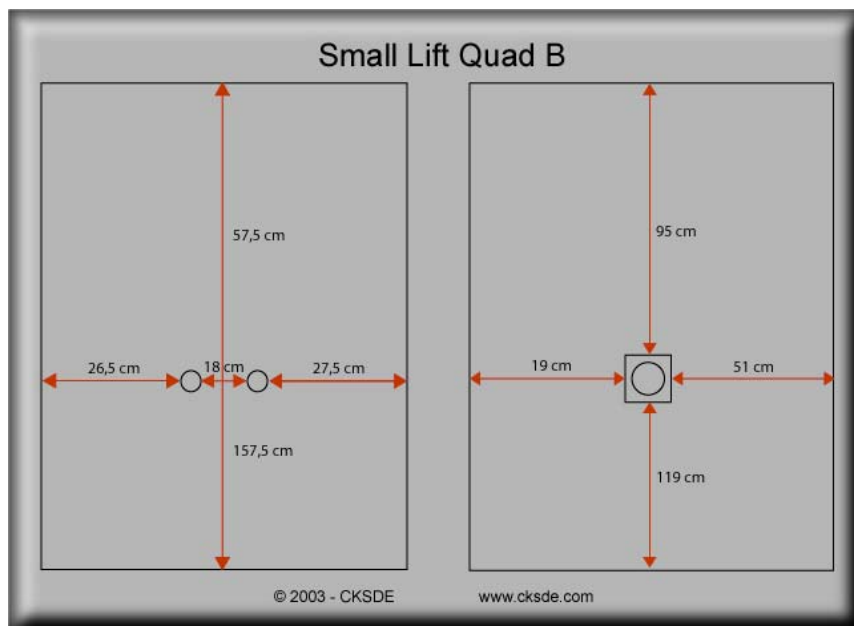 Small Lift Quad B
57,5 cm
26,5 cm
18 cm
27,5 cm
157,5 cm
95 cm
19 cm
51 cm
119 cm
© 2003 - CKSDE
www.cksde.com